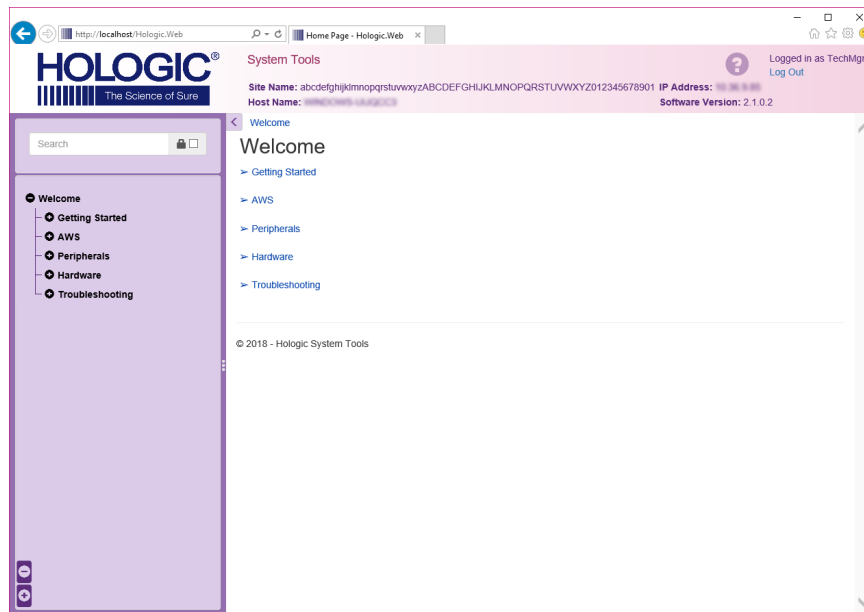 http://localhost/Hologic.Web
Home Page - Hologic.Web
HOLOGIC®
The Science of Sure
System Tools
Logged in as TechMgr
Log Out
Site Name: abcdefghijklmnopqrstuvwxyzABCDEFGHIJKLMNOPQRSTUVWXYZ012345678901 IP Address:
Host Name: Software Version: 2.1.0.2
Search
Welcome
Getting Started
AWS
Peripherals
Hardware
Troubleshooting
Welcome
Welcome
➢ Getting Started
➢ AWS
➢ Peripherals
➢ Hardware
➢ Troubleshooting
© 2018 - Hologic System Tools